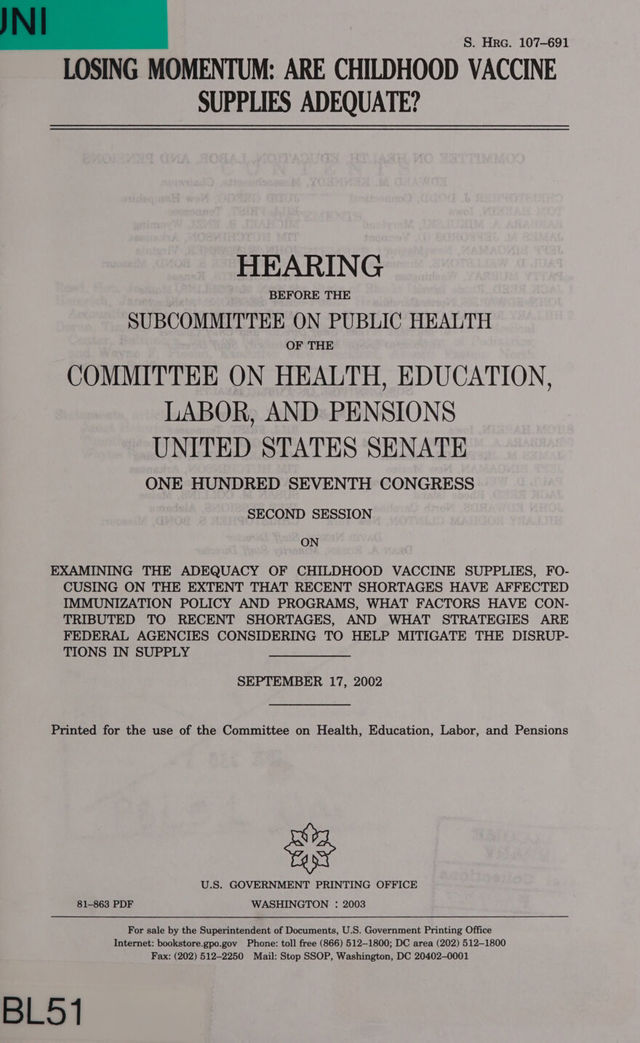 UNI
S. HRG. 107–691
LOSING MOMENTUM: ARE CHILDHOOD VACCINE
SUPPLIES ADEQUATE?
HEARING
BEFORE THE
SUBCOMMITTEE ON PUBLIC HEALTH
OF THE
COMMITTEE ON HEALTH, EDUCATION,
LABOR, AND PENSIONS
UNITED STATES SENATE
ONE HUNDRED SEVENTH CONGRESS
SECOND SESSION
ON
EXAMINING THE ADEQUACY OF CHILDHOOD VACCINE SUPPLIES, FO-
CUSING ON THE EXTENT THAT RECENT SHORTAGES HAVE AFFECTED
IMMUNIZATION POLICY AND PROGRAMS, WHAT FACTORS HAVE CON-
TRIBUTED TO RECENT SHORTAGES, AND WHAT STRATEGIES ARE
FEDERAL AGENCIES CONSIDERING TO HELP MITIGATE THE DISRUP-
TIONS IN SUPPLY
SEPTEMBER 17, 2002
Printed for the use of the Committee on Health, Education, Labor, and Pensions
U.S. GOVERNMENT PRINTING OFFICE
81–863 PDF WASHINGTON : 2003
For sale by the Superintendent of Documents, U.S. Government Printing Office
Internet: bookstore.gpo.gov Phone: toll free (866) 512–1800; DC area (202) 512–1800
Fax: (202) 512–2250 Mail: Stop SSOP, Washington, DC 20402–0001
BL51